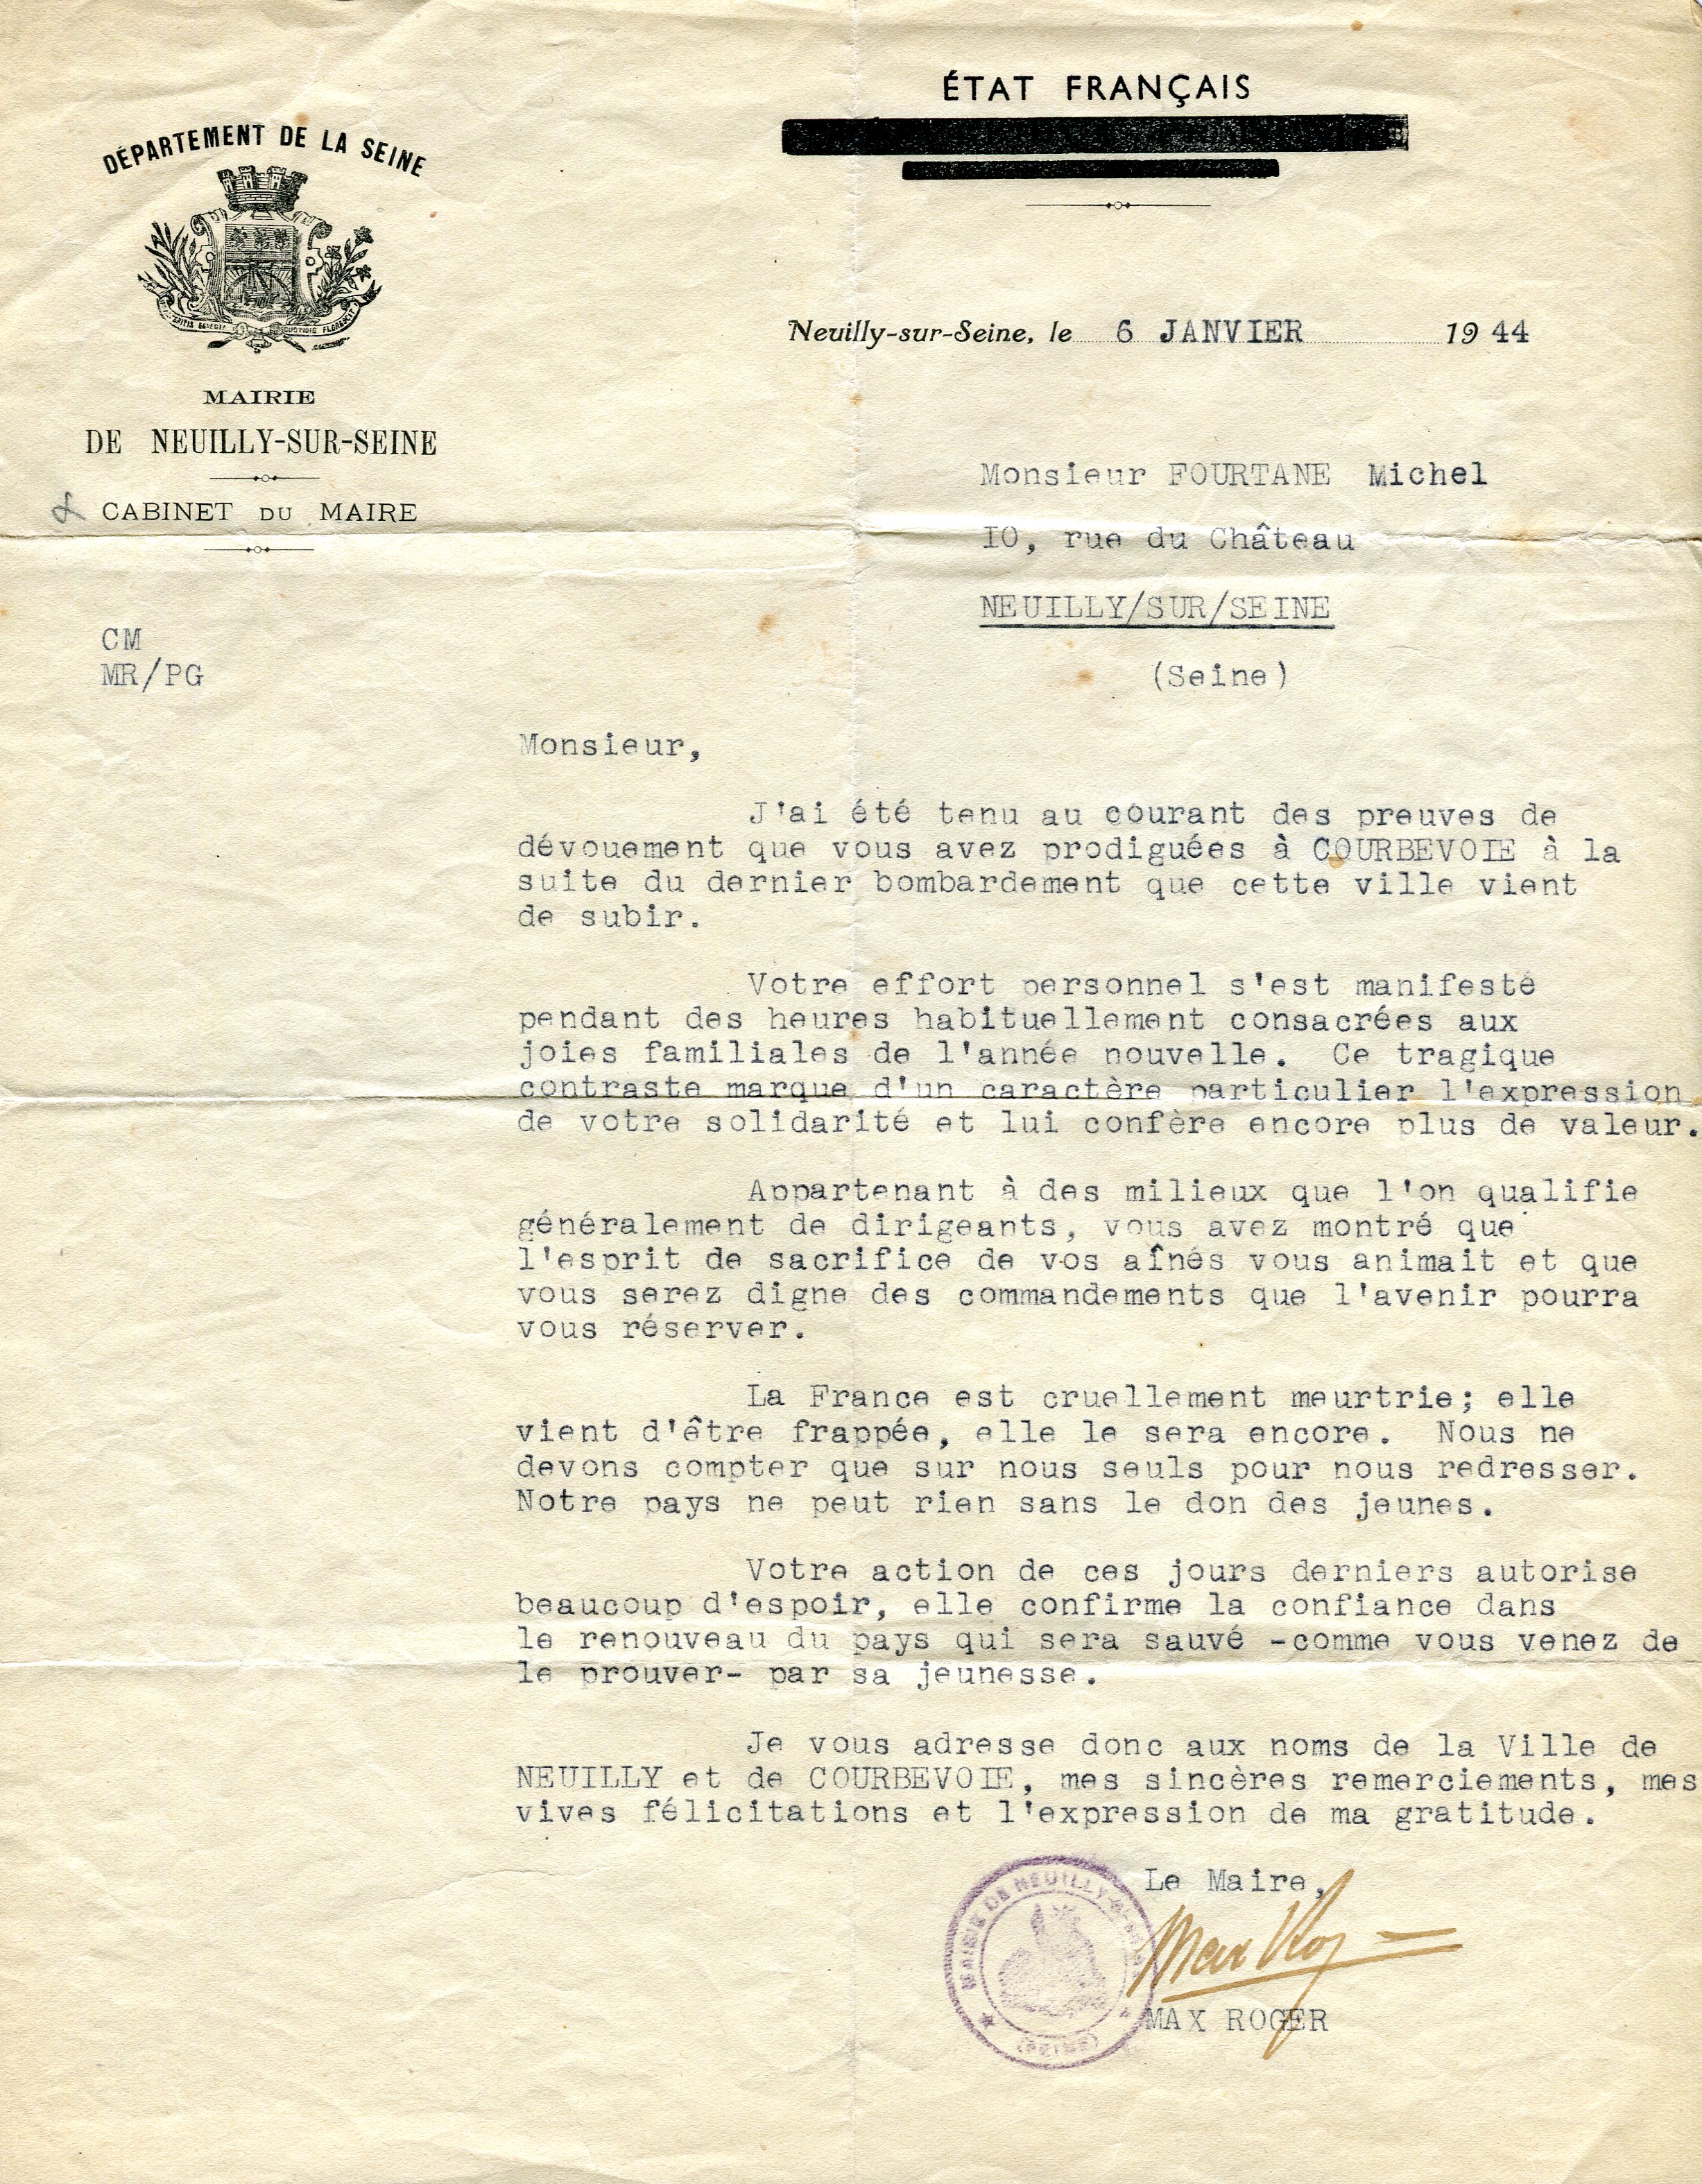 ÉTAT FRANÇAIS
DÉPARTEMENT DE LA SEINE
Neuilly-sur-Seine, le 6 JANVIER 1944
MAIRIE
DE NEUILLY-SUR-SEINE
CABINET DU MAIRE
Monsieur FOURTANE Michel
IO, rue du Château
NEUILLY/SUR/SEINE
(Seine)
CM
MR/PG
Monsieur,
J'ai été tenu au courant des preuves de
dévouement que vous avez prodiguées à COURBEVOIE à la
suite du dernier bombardement que cette ville vient
de subir.
Votre effort personnel s'est manifesté
pendant des heures habituellement consacrées aux
joies familiales de l'année nouvelle. Ce tragique
contraste marque d'un caractère particulier l'expression
de votre solidarité et lui confère encore plus de valeur.
Appartenant à des milieux que l'on qualifie
généralement de dirigeants, vous avez montré que
l'esprit de sacrifice de vos aînés vous animait et que
vous serez digne des commandements que l'avenir pourra
vous réserver.
La France est cruellement meurtrie; elle
vient d'être frappée, elle le sera encore. Nous ne
devons compter que sur nous seuls pour nous redresser.
Notre pays ne peut rien sans le don des jeunes.
Votre action de ces jours derniers autorise
beaucoup d'espoir, elle confirme la confiance dans
le renouveau du pays qui sera sauvé -comme vous venez de
le prouver- par sa jeunesse.
Je vous adresse donc aux noms de la Ville de
NEUILLY et de COURBEVOIE, mes sincères remerciements, mes
vives félicitations et l'expression de ma gratitude.
Le Maire,
MAIRIE DE NEUILLY
(SEINE)
Max Rog
MAX ROGER